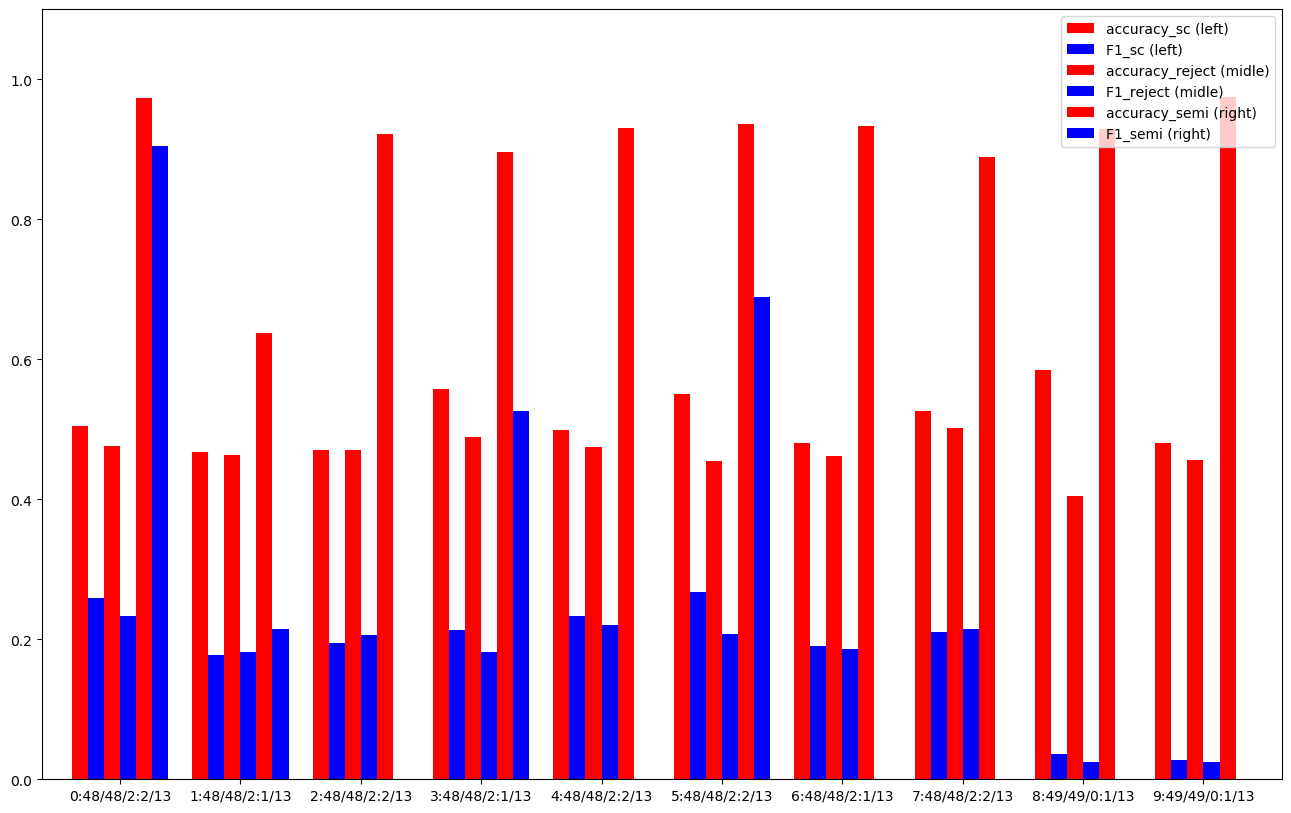 accuracy_sc (left)
F1_sc (left)
accuracy_reject (midle)
F1_reject (midle)
accuracy_semi (right)
F1_semi (right)
1.0
0.8
0.6
0.4
0.2
0.0
0:48/48/2:2/13 1:48/48/2:1/13 2:48/48/2:2/13 3:48/48/2:1/13 4:48/48/2:2/13 5:48/48/2:2/13 6:48/48/2:1/13 7:48/48/2:2/13 8:49/49/0:1/13 9:49/49/0:1/13